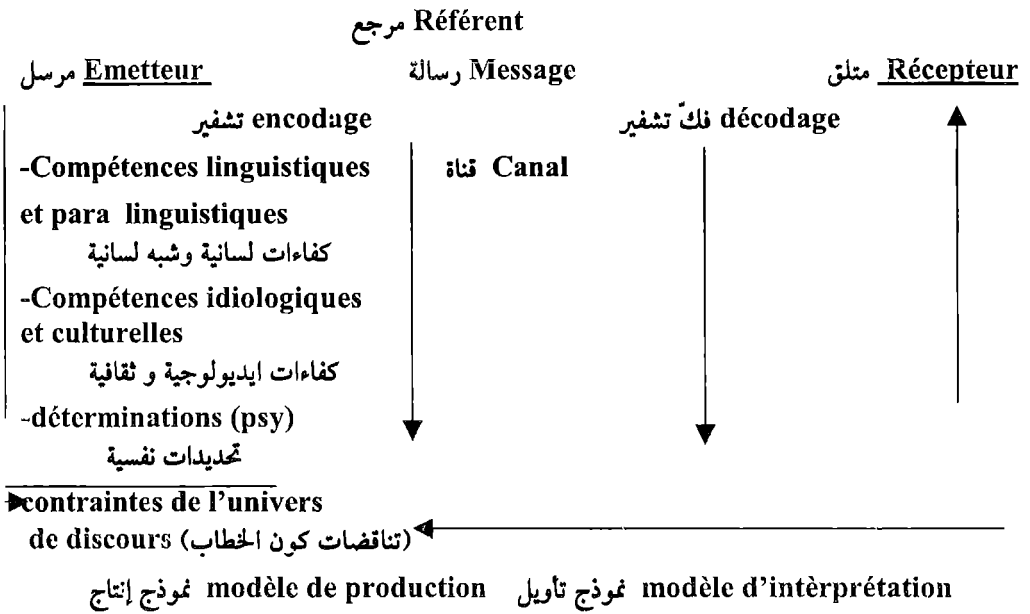 Référent مرجع
Emetteur مرسل Message رسالة Récepteur متلق
encodage تشفير décodage فكّ تشفير
-Compétences linguistiques Canal قناة
et para linguistiques
كفاءات لسانية وشبه لسانية
-Compétences idiologiques
et culturelles
كفاءات ايديولوجية و ثقافية
-déterminations (psy)
تحديدات نفسية
contraintes de l’univers
de discours (تناقضات كون الخطاب)
modèle de production نموذج إنتاج modèle d’intèrprétation نموذج تأويل